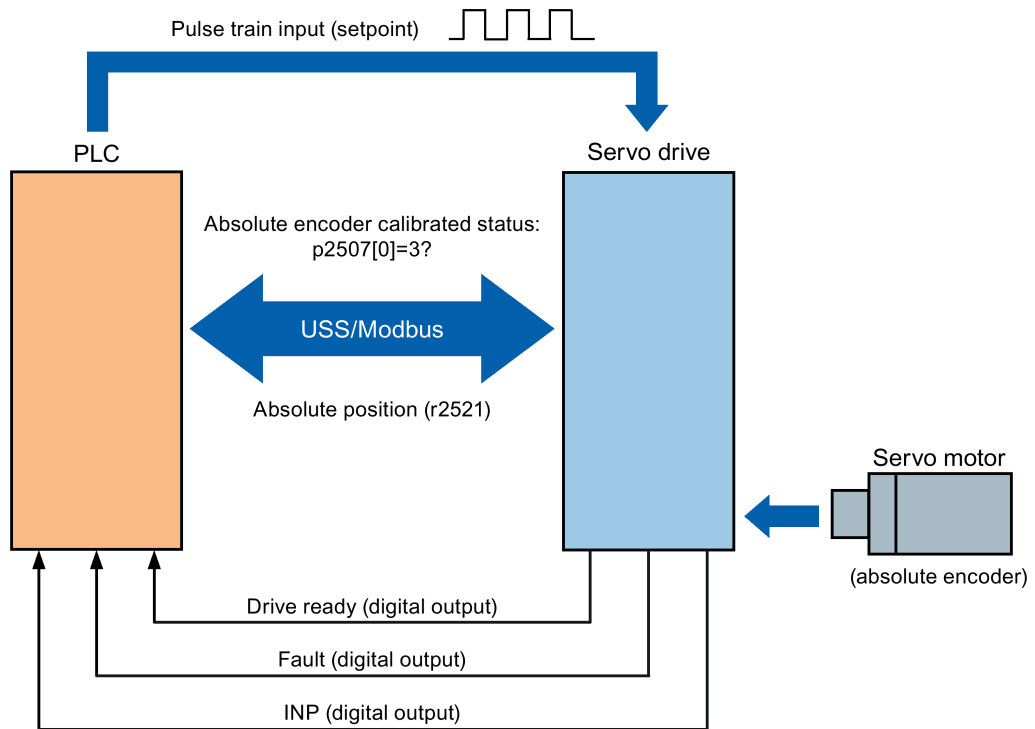 Pulse train input (setpoint)
PLC
Servo drive
Absolute encoder calibrated status:
p2507[0]=3?
USS/Modbus
Absolute position (r2521)
Servo motor
(absolute encoder)
Drive ready (digital output)
Fault (digital output)
INP (digital output)